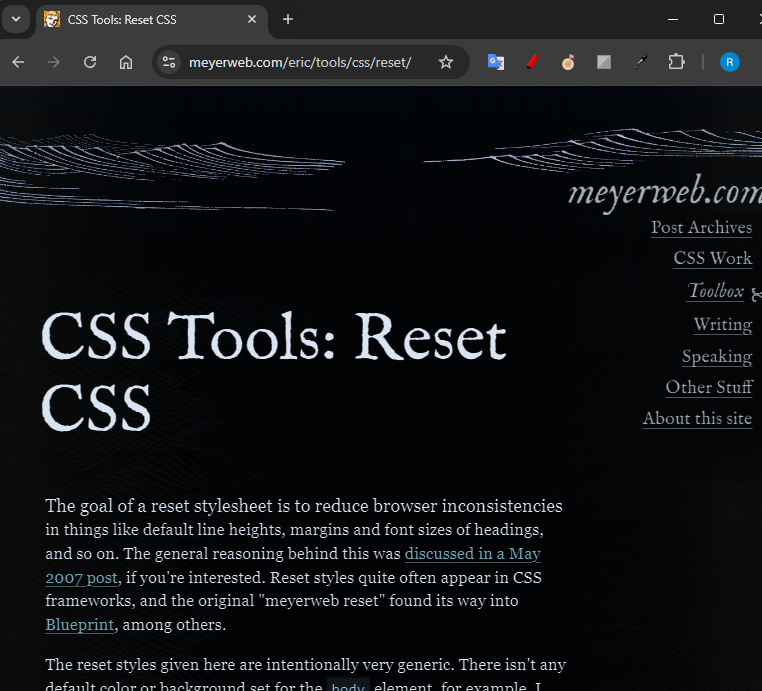 CSS Tools: Reset CSS
meyerweb.com/eric/tools/css/reset/
R
meyerweb.com
Post Archives
CSS Work
Toolbox
Writing
Speaking
Other Stuff
About this site
CSS Tools: Reset
CSS
The goal of a reset stylesheet is to reduce browser inconsistencies
in things like default line heights, margins and font sizes of headings,
and so on. The general reasoning behind this was discussed in a May
2007 post, if you're interested. Reset styles quite often appear in CSS
frameworks, and the original "meyerweb reset" found its way into
Blueprint, among others.
The reset styles given here are intentionally very generic. There isn't any
default color or background set for the body element, for example. I